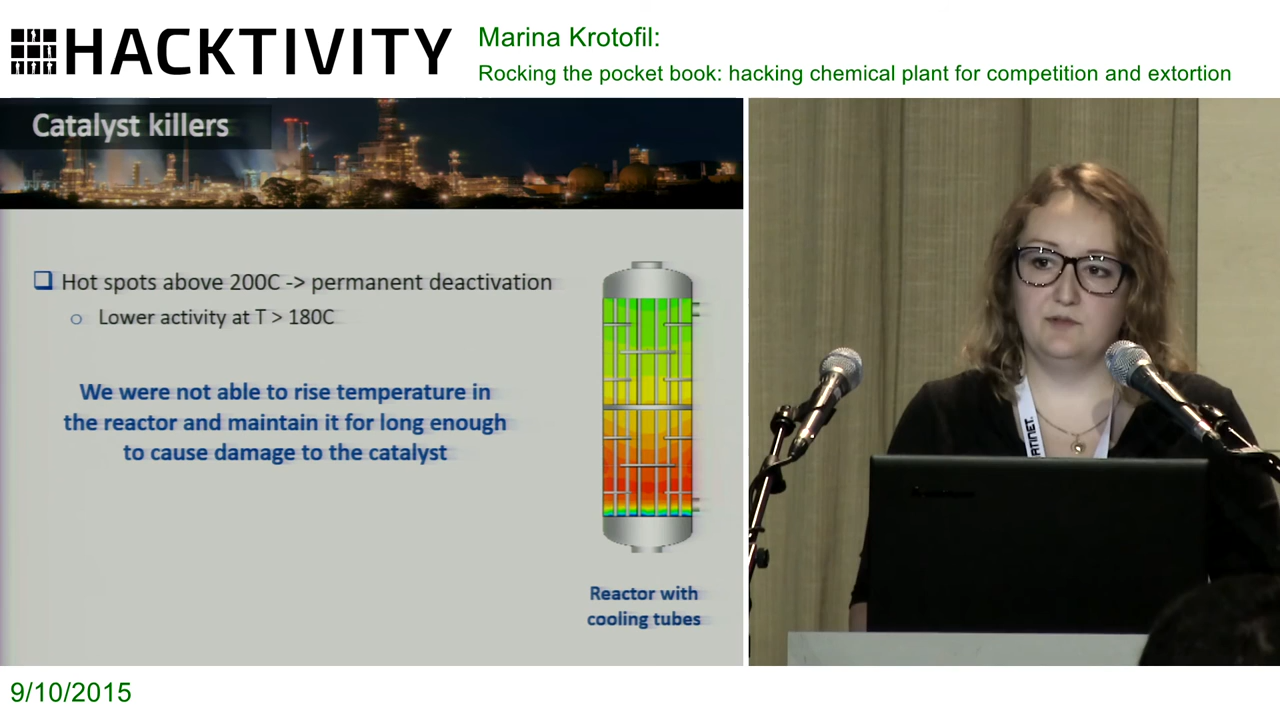 HACKTIVITY
Marina Krotofil:
Rocking the pocket book: hacking chemical plant for competition and extortion
Catalyst killers
Hot spots above 200C -> permanent deactivation
Lower activity at T > 180C
We were not able to rise temperature in
the reactor and maintain it for long enough
to cause damage to the catalyst
Reactor with
cooling tubes
RTINET
9/10/2015